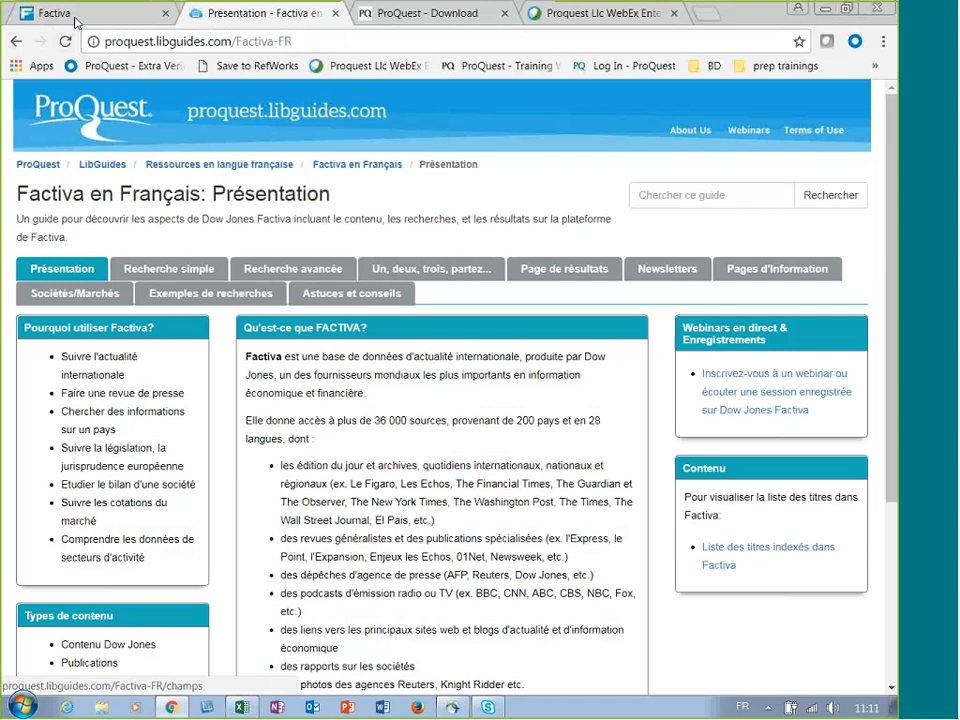 Factiva
Présentation - Factiva en
PQ ProQuest - Download
Proquest Llc WebEx Ente
proquest.libguides.com/Factiva-FR
Apps
ProQuest - Extra Ver
Save to RefWorks
Proquest Llc WebEx E
PQ ProQuest - Training
PQ Log In - ProQuest
BD
prep trainings
»
ProQuest
proquest.libguides.com
About Us Webinars Terms of Use
ProQuest / LibGuides / Ressources en langue française / Factiva en Français / Présentation
Factiva en Français: Présentation
Chercher ce guide
Rechercher
Un guide pour découvrir les aspects de Dow Jones Factiva incluant le contenu, les recherches, et les résultats sur la plateforme
de Factiva.
Présentation
Recherche simple
Recherche avancée
Un, deux, trois, partez...
Page de résultats
Newsletters
Pages d'Information
Sociétés/Marchés
Exemples de recherches
Astuces et conseils
Pourquoi utiliser Factiva?
Suivre l'actualité
internationale
Faire une revue de presse
Chercher des informations
sur un pays
Suivre la législation, la
jurisprudence européenne
Etudier le bilan d'une société
Suivre les cotations du
marché
Comprendre les données de
secteurs d'activité
Types de contenu
Contenu Dow Jones
Publications
Qu'est-ce que FACTIVA?
Factiva est une base de données d'actualité internationale, produite par Dow
Jones, un des fournisseurs mondiaux les plus importants en information
économique et financière.
Elle donne accès à plus de 36 000 sources, provenant de 200 pays et en 28
langues, dont :
les édition du jour et archives, quotidiens internationaux, nationaux et
régionaux (ex. Le Figaro, Les Echos, The Financial Times, The Guardian et
The Observer, The New York Times, The Washington Post, The Times, The
Wall Street Journal, El Pais, etc.)
des revues généralistes et des publications spécialisées (ex. l'Express, le
Point, l'Expansion, Enjeux les Echos, 01Net, Newsweek, etc.)
des dépêches d'agence de presse (AFP, Reuters, Dow Jones, etc.)
des podcasts d'émission radio ou TV (ex. BBC, CNN, ABC, CBS, NBC, Fox,
etc.)
des liens vers les principaux sites web et blogs d'actualité et d'information
économique
des rapports sur les sociétés
photos des agences Reuters, Knight Ridder etc.
Webinars en direct &
Enregistrements
Inscrivez-vous à un webinar ou
écouter une session enregistrée
sur Dow Jones Factiva
Contenu
Pour visualiser la liste des titres dans
Factiva:
Liste des titres indexés dans
Factiva
proquest.libguides.com/Factiva-FR/champs
FR
11:11